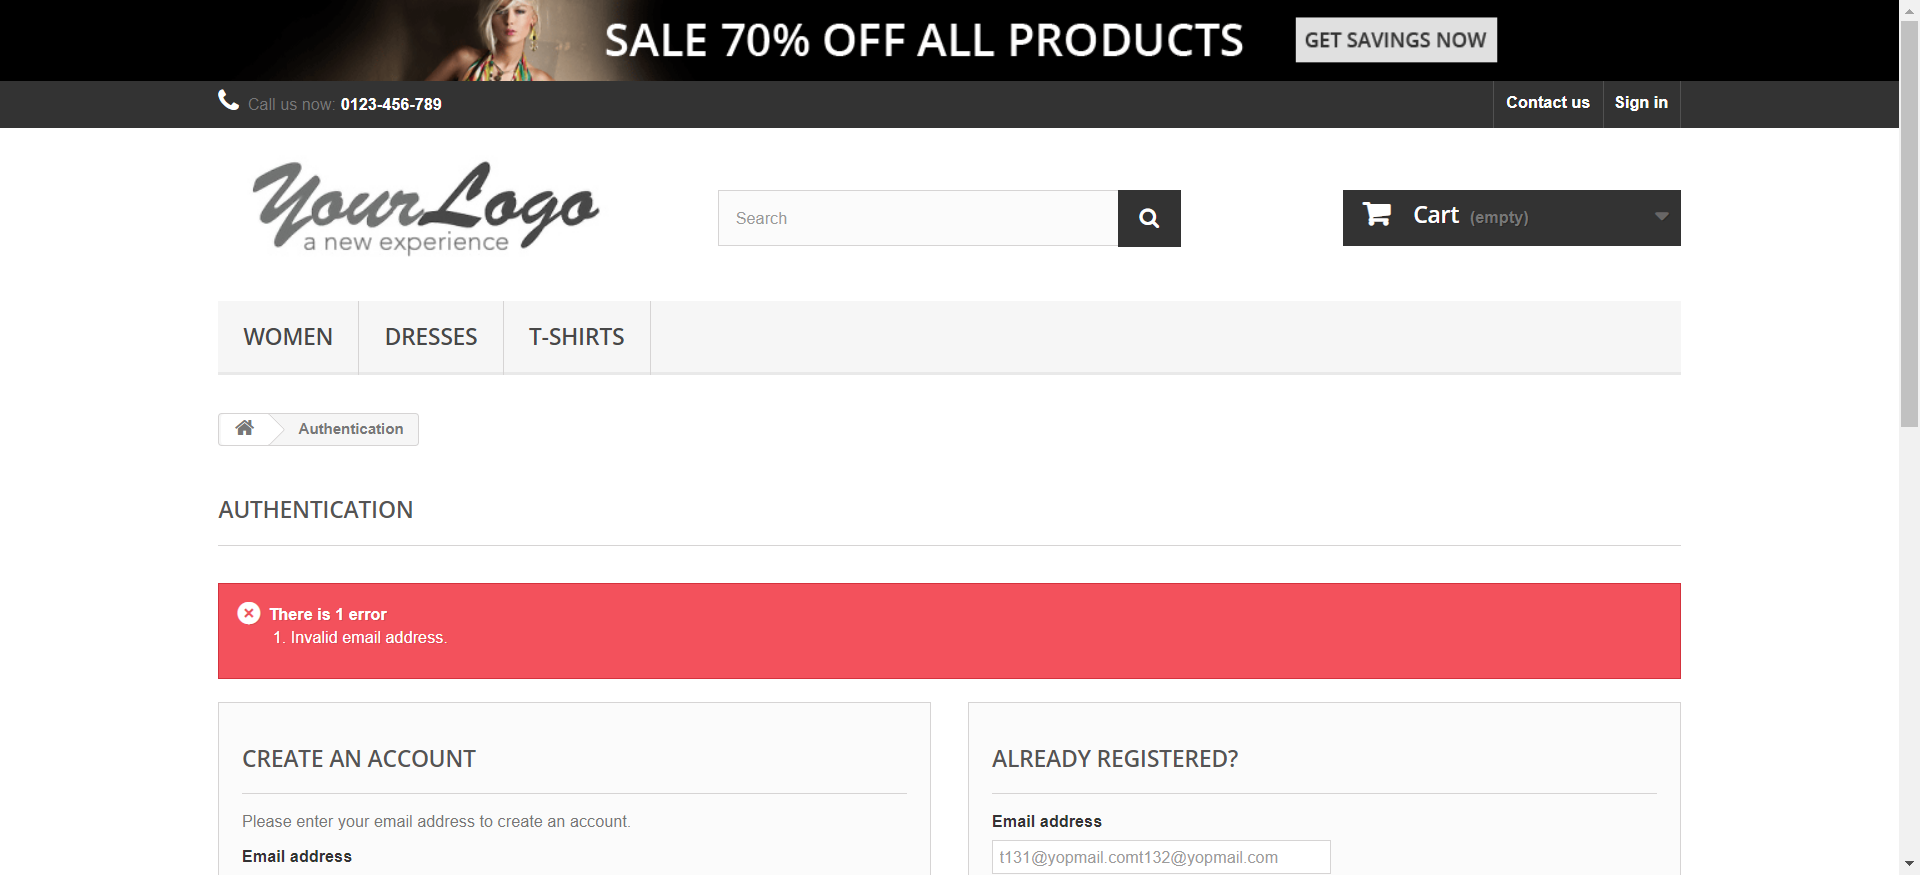 SALE 70% OFF ALL PRODUCTS GET SAVINGS NOW
Call us now: 0123-456-789 Contact us Sign in
Your Logo
a new experience
Search
Cart (empty)
WOMEN DRESSES T-SHIRTS
Authentication
AUTHENTICATION
There is 1 error
1. Invalid email address.
CREATE AN ACCOUNT
Please enter your email address to create an account.
Email address
ALREADY REGISTERED?
Email address
t131@yopmail.comt132@yopmail.com